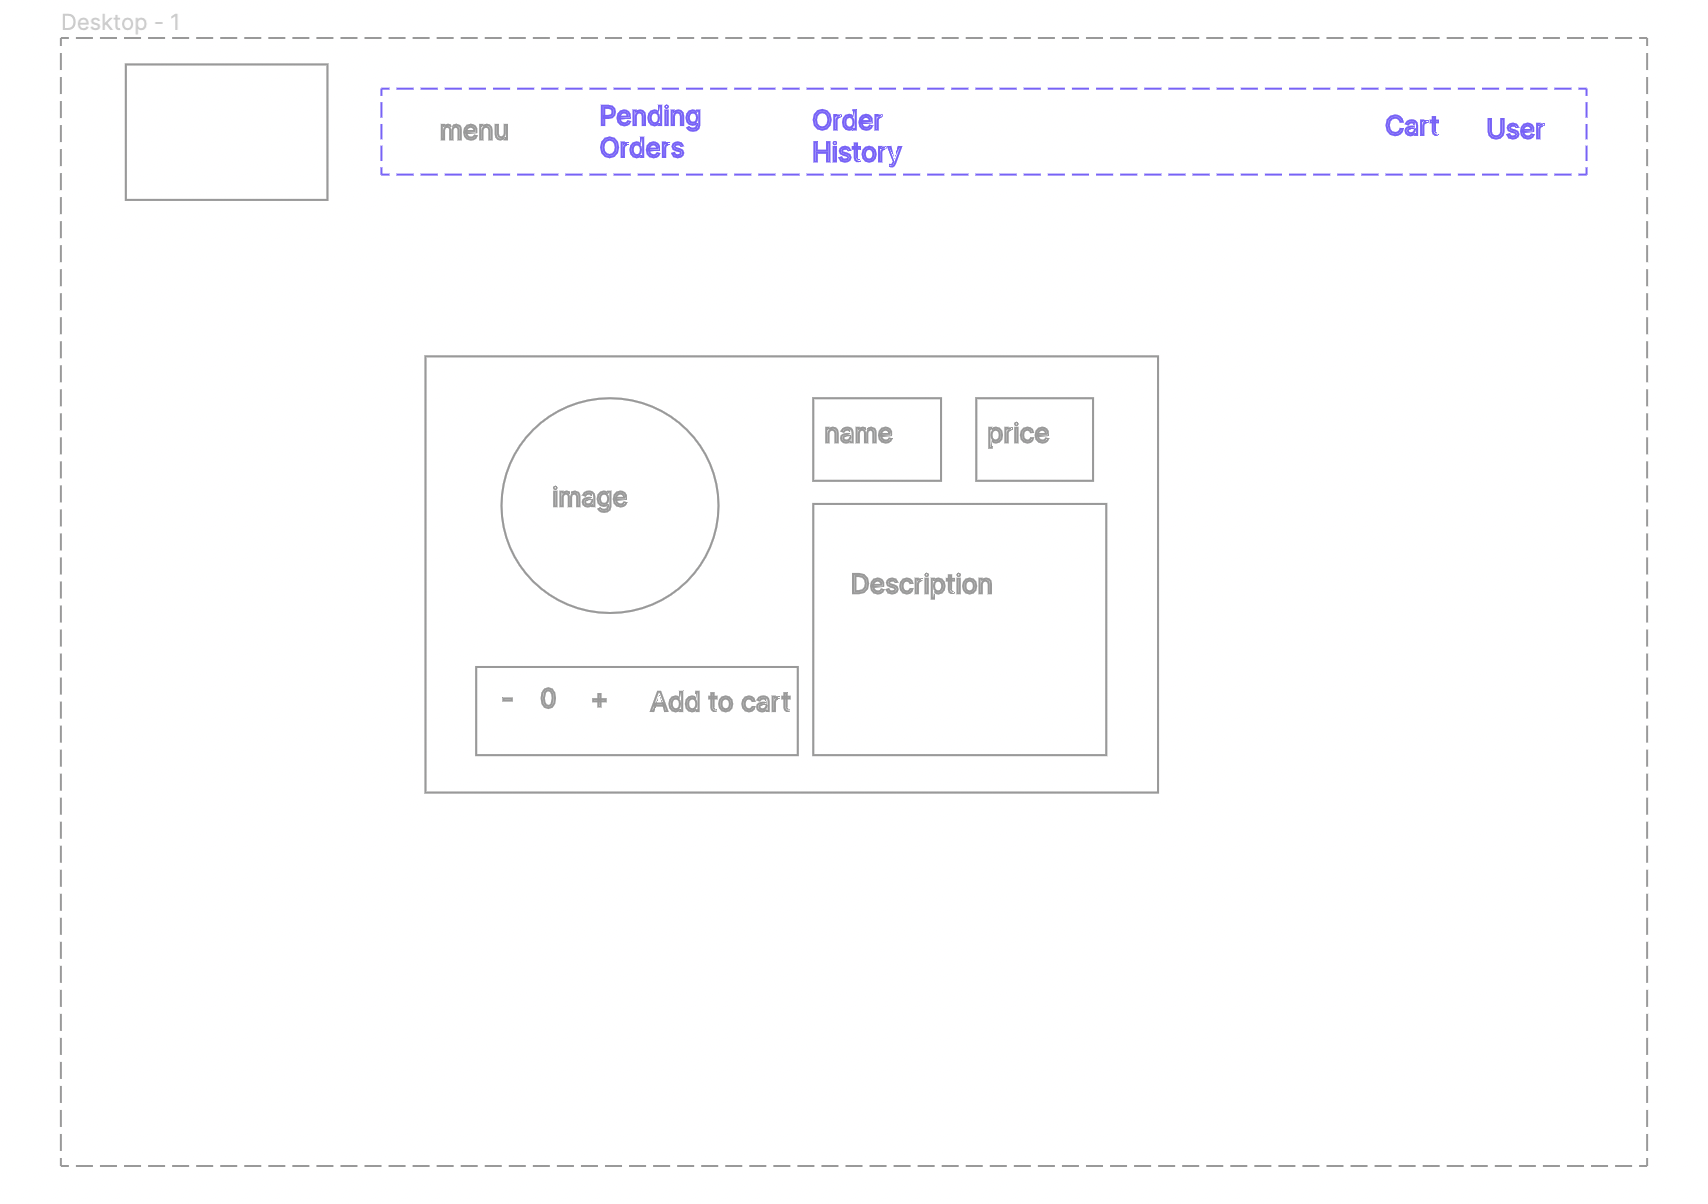 Desktop - 1
menu
Pending
Orders
Order
History
Cart
User
image
name
price
Description
- 0 + Add to cart